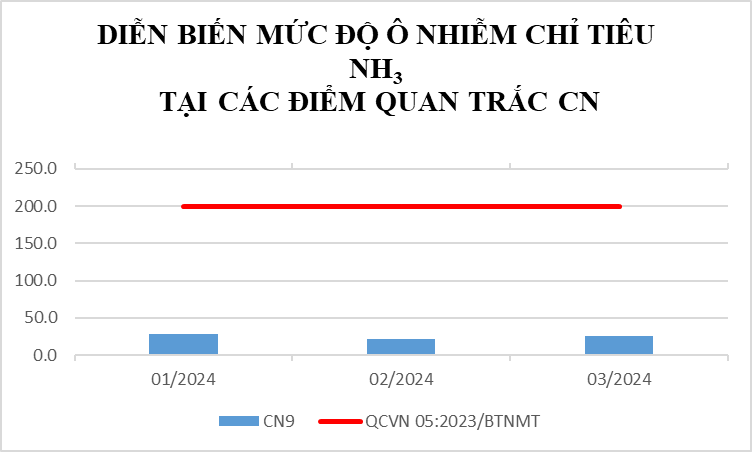 DIỄN BIẾN MỨC ĐỘ Ô NHIỄM CHỈ TIÊU
NH₃
TẠI CÁC ĐIỂM QUAN TRẮC CN
250.0
200.0
150.0
100.0
50.0
0.0
01/2024 02/2024 03/2024
CN9 QCVN 05:2023/BTNMT